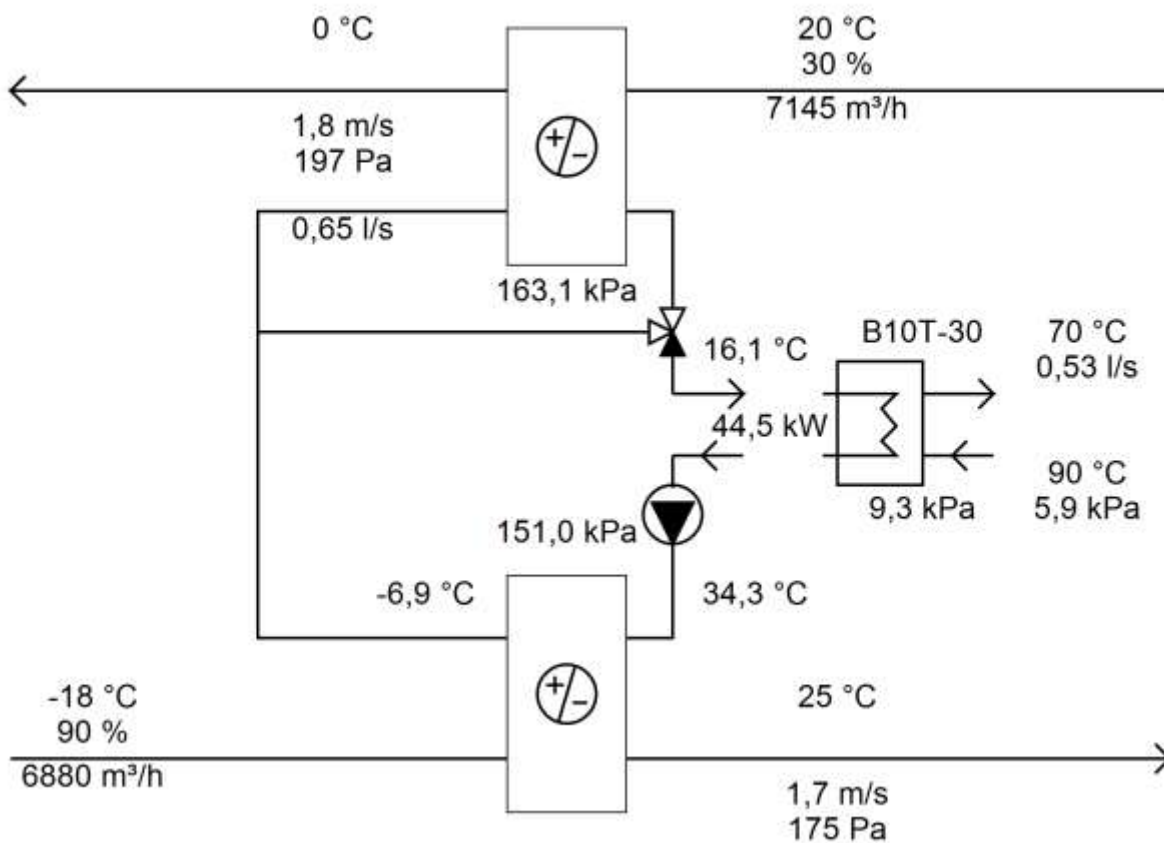 0 °C
20 °C
30 %
7145 m³/h
1,8 m/s
197 Pa
0,65 l/s
163,1 kPa
16,1 °C
B10T-30
70 °C
0,53 l/s
44,5 kW
90 °C
5,9 kPa
9,3 kPa
151,0 kPa
-6,9 °C
34,3 °C
-18 °C
90 %
6880 m³/h
25 °C
1,7 m/s
175 Pa